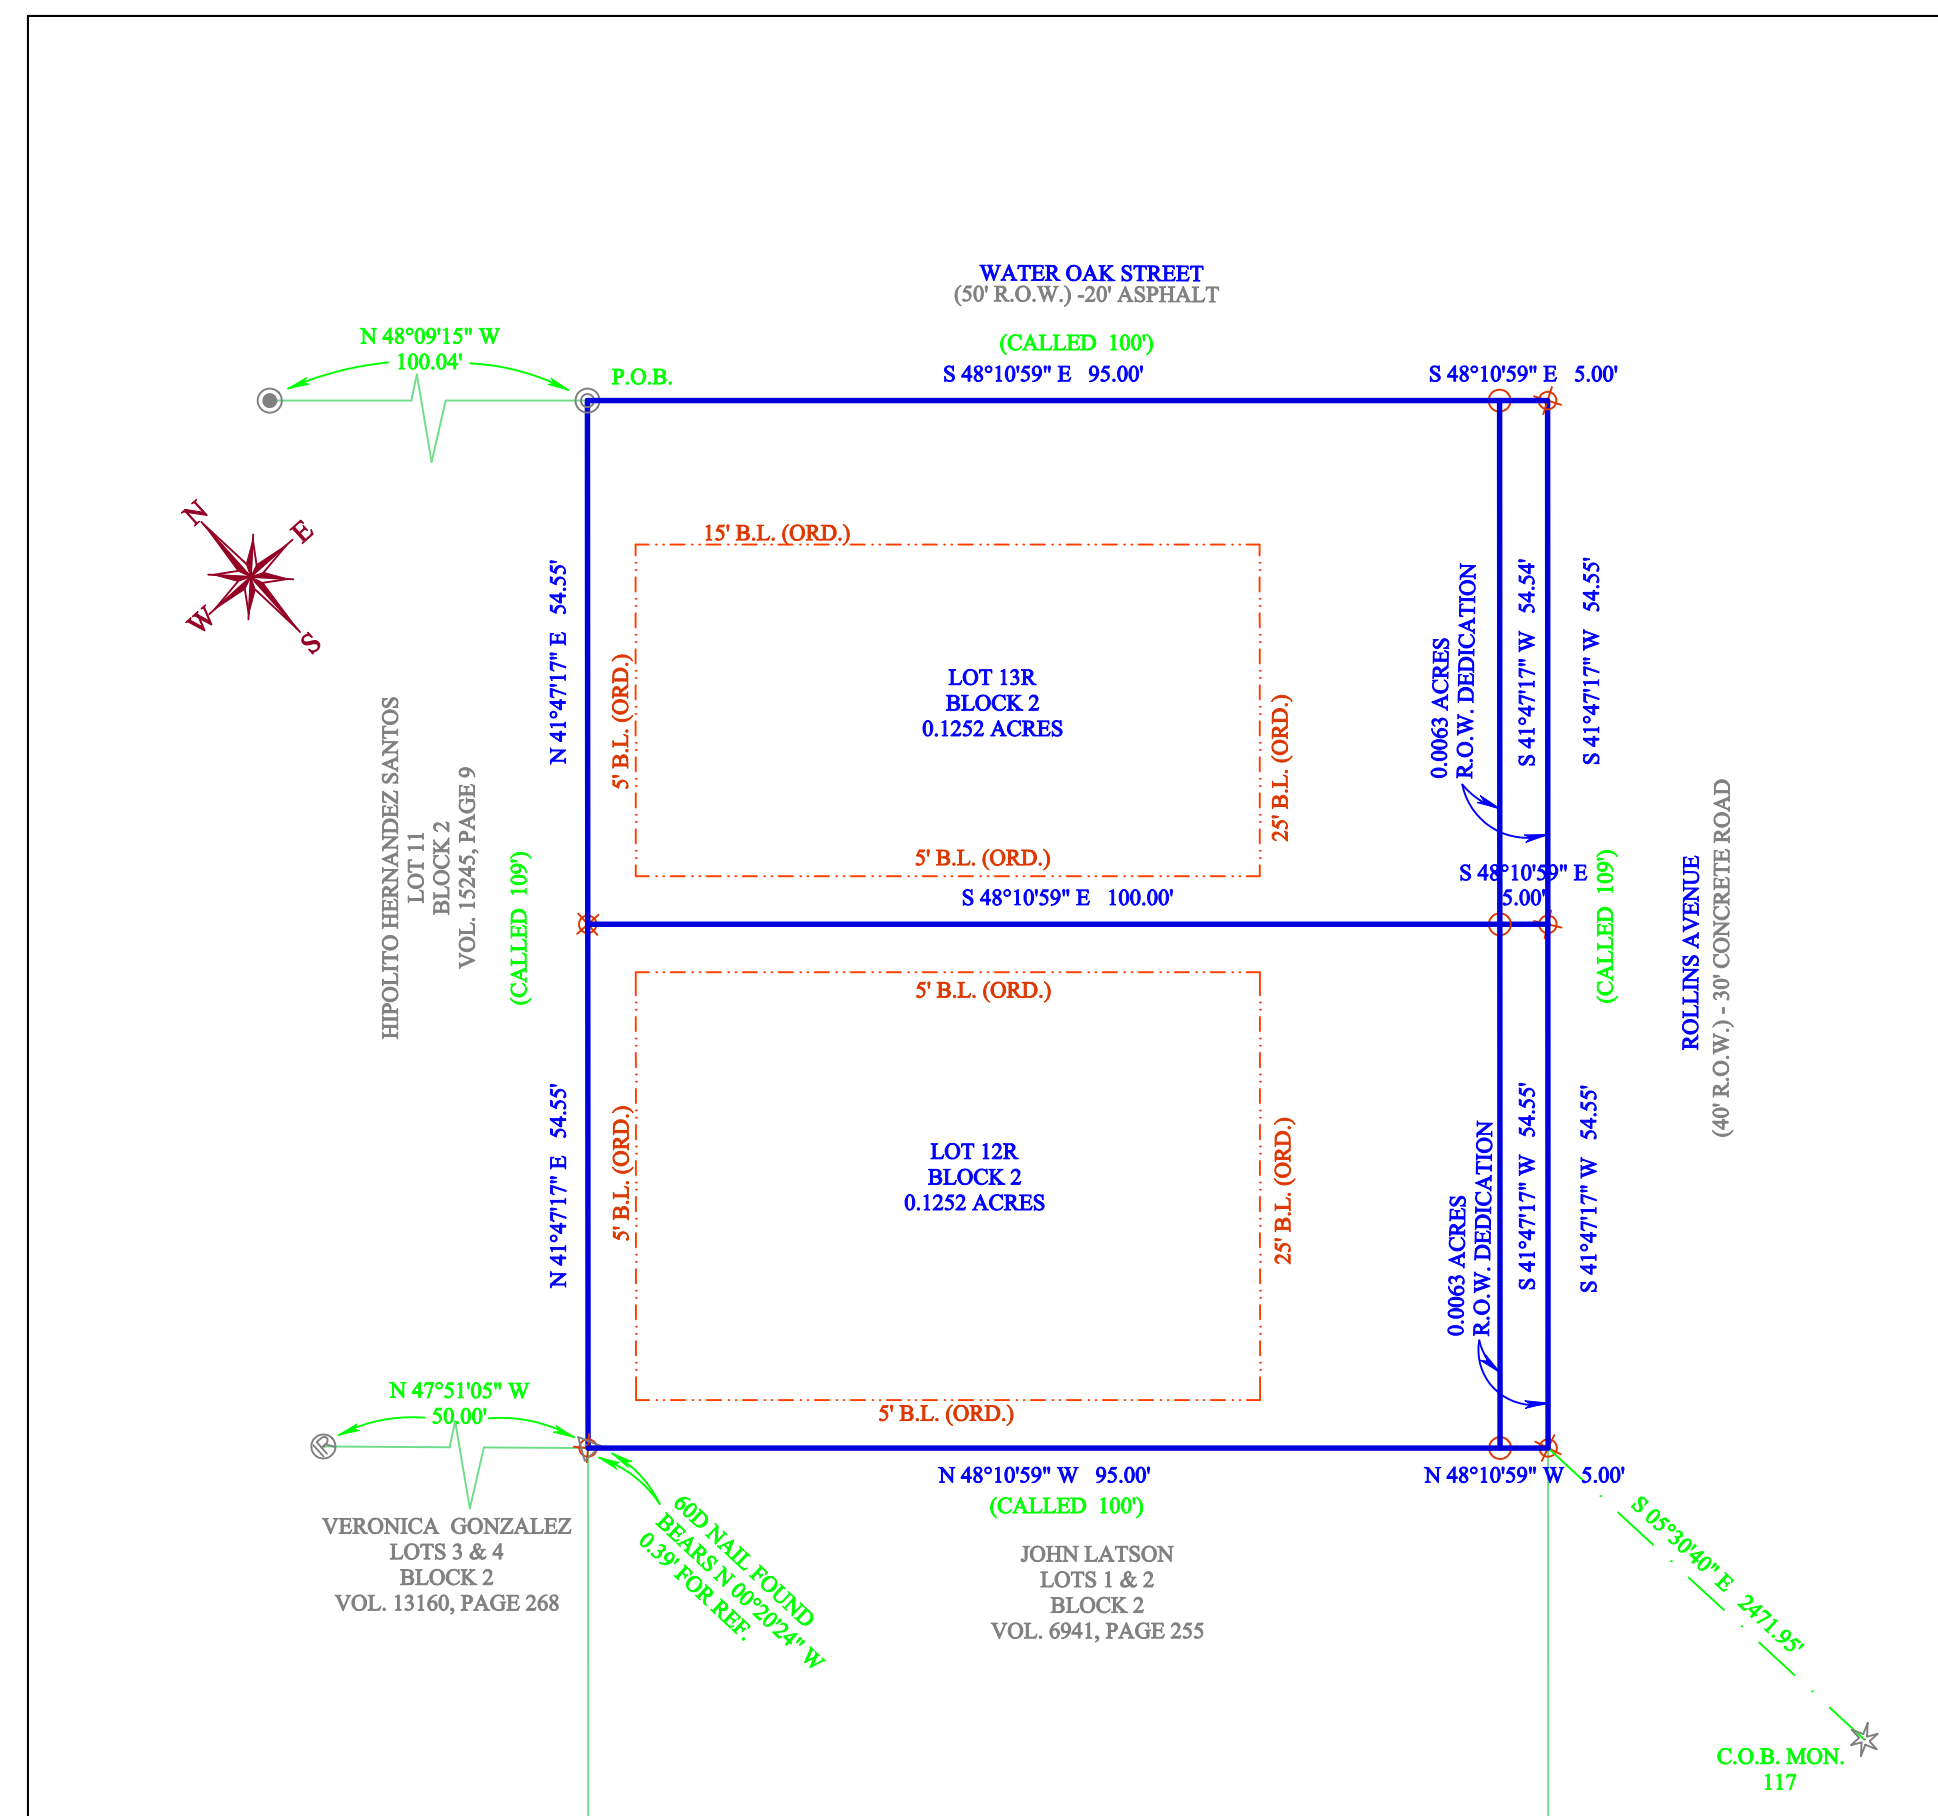 WATER OAK STREET
(50' R.O.W.) -20' ASPHALT
(CALLED 100')
N 48°09'15" W
100.04'
P.O.B.
S 48°10'59" E 95.00'
S 48°10'59" E 5.00'
N
E
W
S
15' B.L. (ORD.)
N 41°47'17" E 54.55'
5' B.L. (ORD.)
LOT 13R
BLOCK 2
0.1252 ACRES
25' B.L. (ORD.)
0.0063 ACRES
R.O.W. DEDICATION
S 41°47'17" W 54.54'
S 41°47'17" W 54.55'
HIPOLITO HERNANDEZ SANTOS
LOT 11
BLOCK 2
VOL. 15245, PAGE 9
(CALLED 109')
5' B.L. (ORD.)
S 48°10'59" E 100.00'
S 48°10'59" E
5.00'
(CALLED 109')
ROLLINS AVENUE
(40' R.O.W.) - 30' CONCRETE ROAD
5' B.L. (ORD.)
N 41°47'17" E 54.55'
5' B.L. (ORD.)
LOT 12R
BLOCK 2
0.1252 ACRES
25' B.L. (ORD.)
0.0063 ACRES
R.O.W. DEDICATION
S 41°47'17" W 54.55'
S 41°47'17" W 54.55'
N 47°51'05" W
50.00'
5' B.L. (ORD.)
N 48°10'59" W 95.00'
N 48°10'59" W 5.00'
(CALLED 100')
60D NAIL FOUND
BEARS N 00°20'24" W
0.39' FOR REF.
VERONICA GONZALEZ
LOTS 3 & 4
BLOCK 2
VOL. 13160, PAGE 268
JOHN LATSON
LOTS 1 & 2
BLOCK 2
VOL. 6941, PAGE 255
S 05°30'40" E 2471.95'
C.O.B. MON.
117